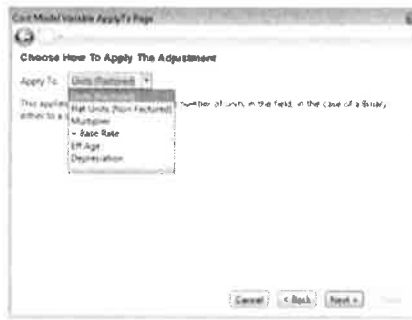 Cost Model Variable ApplyTo Page
Choose How To Apply The Adjustment
Apply To: Units (Factored)
Units (Factored)
This applies
number of units in the field, in the case of a Binary,
Flat Units (Non Factored)
either to a
Multiplier
+ Base Rate
Eff Age
Depreciation
Cancel < Back Next >